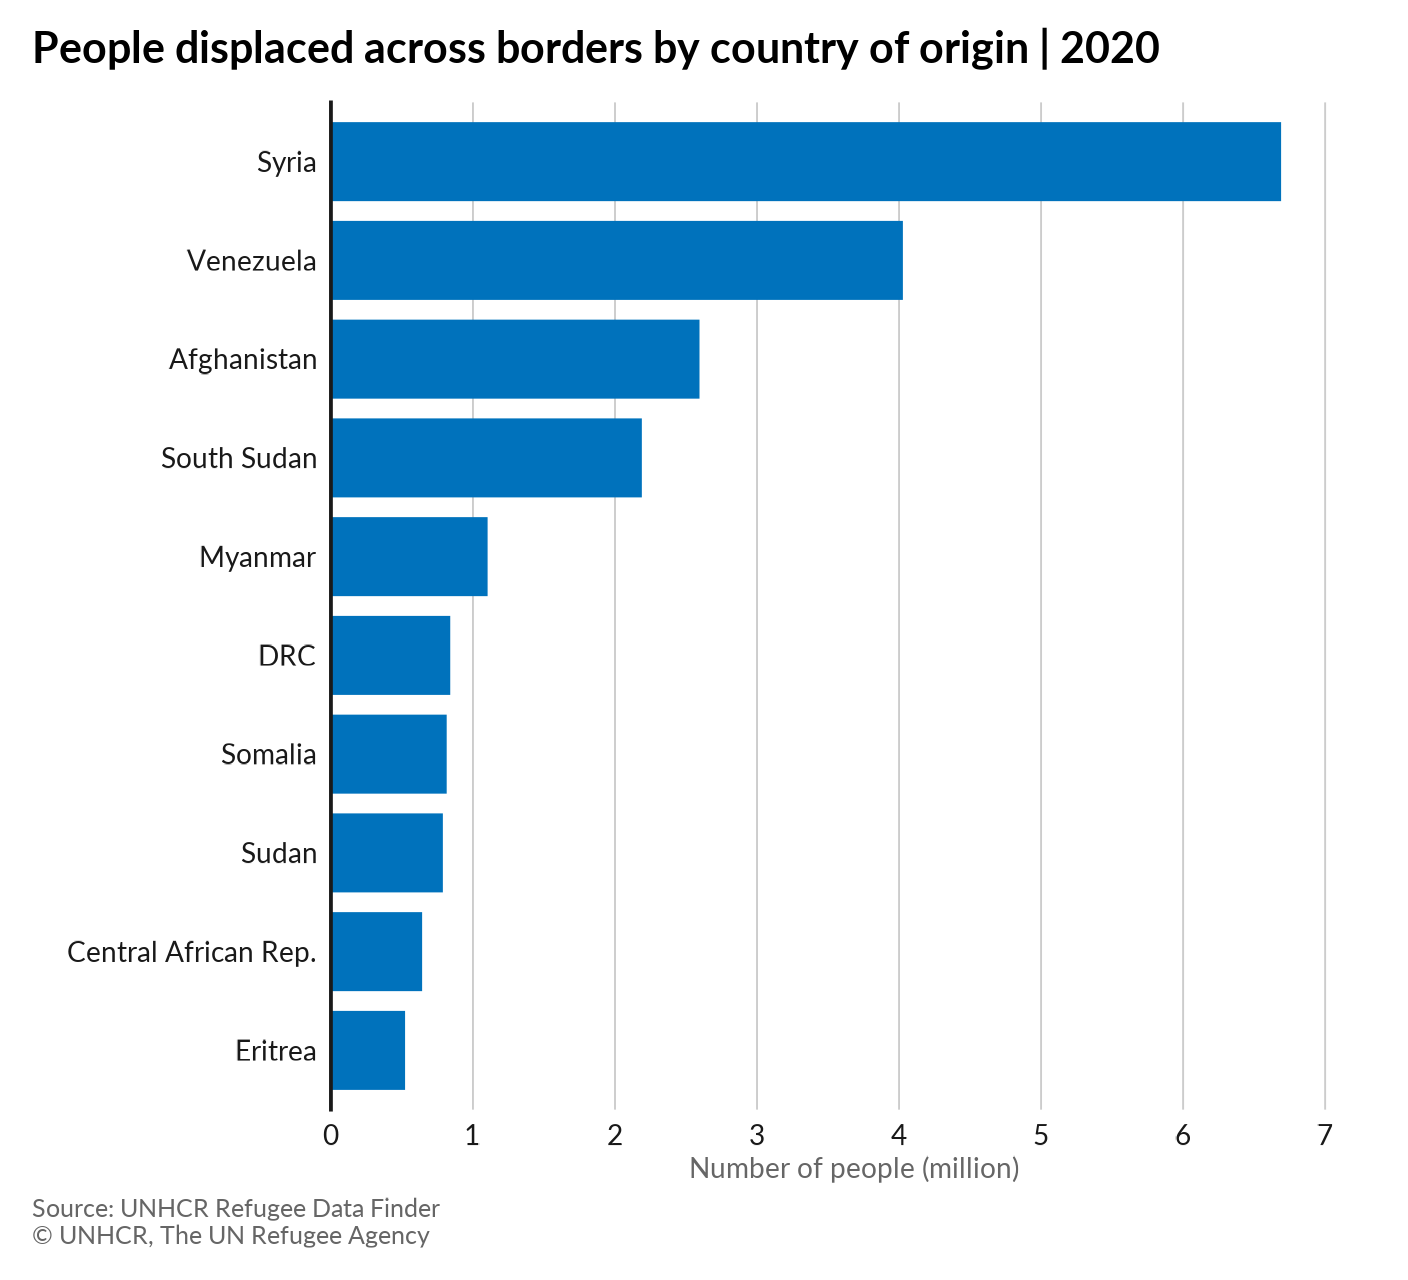 People displaced across borders by country of origin | 2020
Syria
Venezuela
Afghanistan
South Sudan
Myanmar
DRC
Somalia
Sudan
Central African Rep.
Eritrea
0 1 2 3 4 5 6 7
Number of people (million)
Source: UNHCR Refugee Data Finder
© UNHCR, The UN Refugee Agency